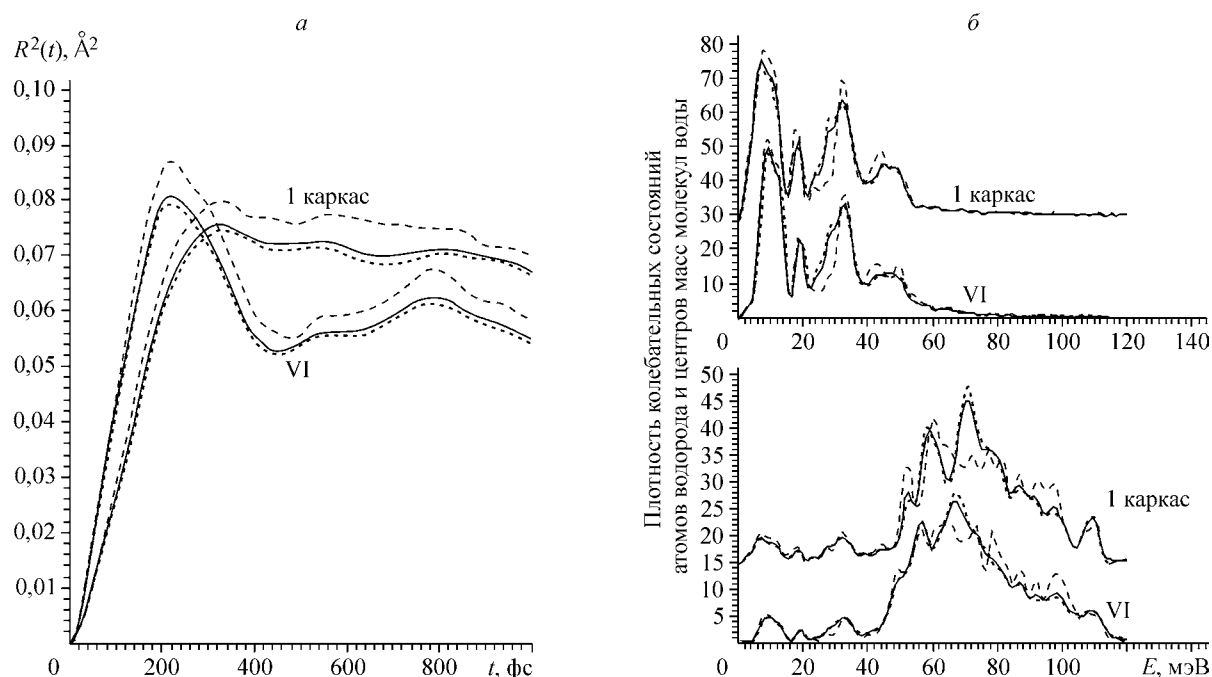 а
R²(t), Å²
0,10
0,09
0,08
0,07
0,06
0,05
0,04
0,03
0,02
0,01
1 каркас
VI
0 200 400 600 800 t, фс
б
Плотность колебательных состояний
атомов водорода и центров масс молекул воды
80
70
60
50
40
30
20
10
1 каркас
VI
0 20 40 60 80 100 120 140
50
45
40
35
30
25
20
15
10
5
1 каркас
VI
0 20 40 60 80 100 E, мэВ